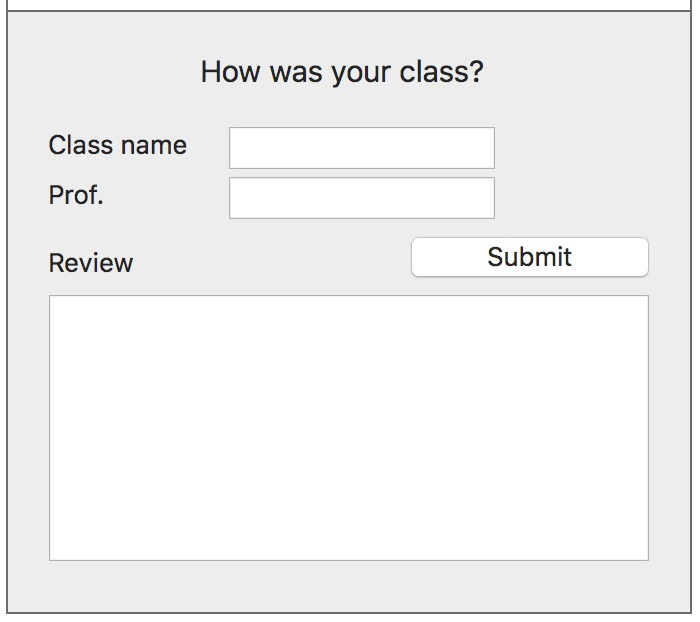 How was your class?
Class name
Prof.
Review
Submit